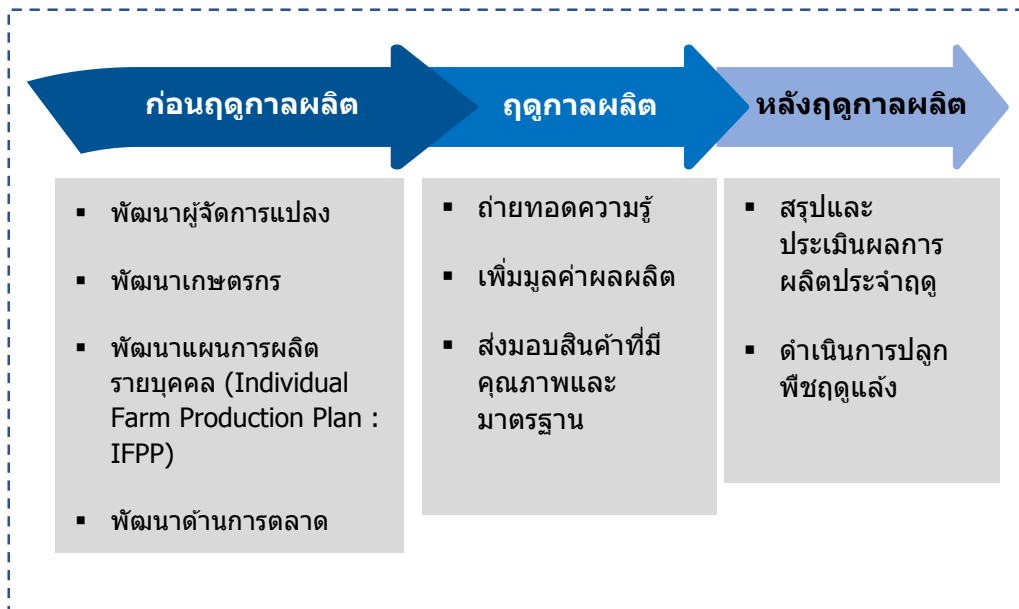 ก่อนฤดูกาลผลิต
ฤดูกาลผลิต
หลังฤดูกาลผลิต
▪ พัฒนาผู้จัดการแปลง
▪ พัฒนาเกษตรกร
▪ พัฒนาแผนการผลิต
รายบุคคล (Individual
Farm Production Plan :
IFPP)
▪ พัฒนาด้านการตลาด
▪ ถ่ายทอดความรู้
▪ เพิ่มมูลค่าผลผลิต
▪ ส่งมอบสินค้าที่มี
คุณภาพและ
มาตรฐาน
▪ สรุปและ
ประเมินผลการ
ผลิตประจำฤดู
▪ ดำเนินการปลูก
พืชฤดูแล้ง